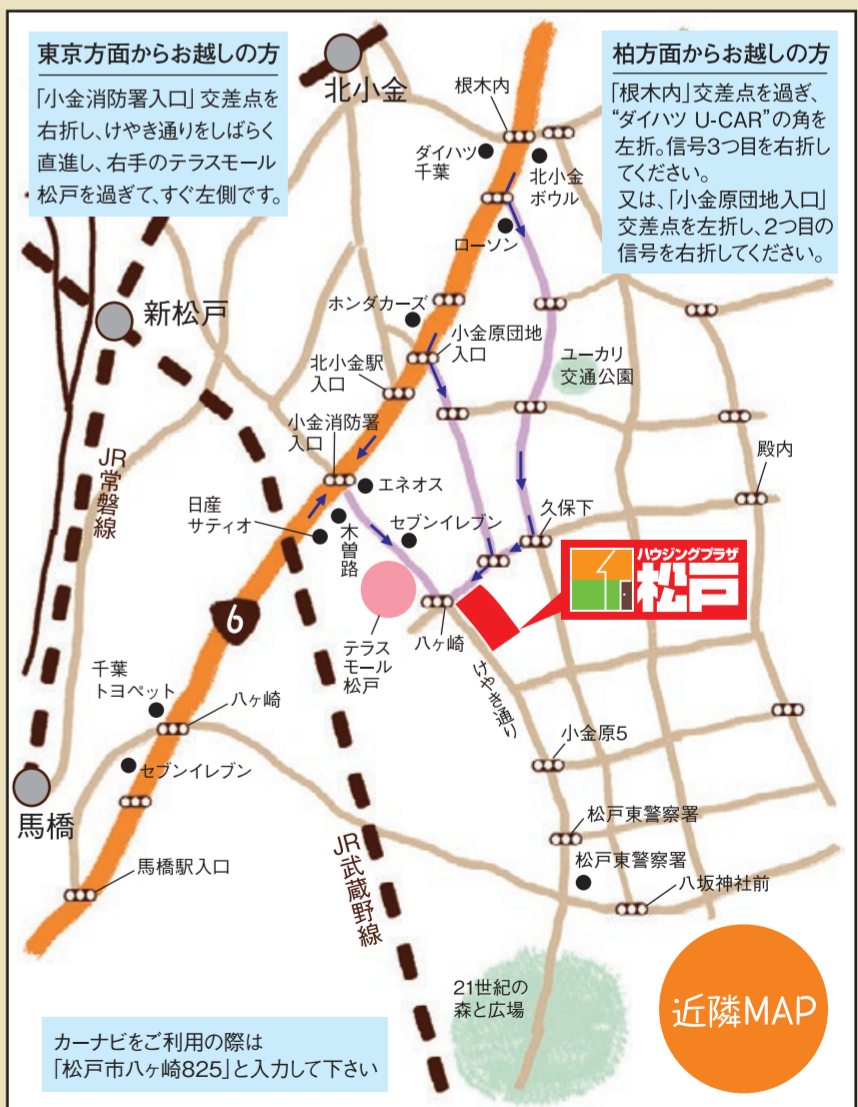 東京方面からお越しの方
「小金消防署入口」交差点を
右折し、けやき通りをしばらく
直進し、右手のテラスモール
松戸を過ぎて、すぐ左側です。
柏方面からお越しの方
「根木内」交差点を過ぎ、
“ダイハツ U-CAR”の角を
左折。信号3つ目を右折し
てください。
又は、「小金原団地入口」
交差点を左折し、2つ目の
信号を右折してください。
北小金
根木内
ダイハツ
千葉
北小金
ボウル
ローソン
新松戸
ホンダカーズ
小金原団地
入口
北小金駅
入口
ユーカリ
交通公園
小金消防署
入口
JR常磐線
エネオス
殿内
日産
サティオ
木曽路
セブンイレブン
久保下
ハウジングプラザ
松戸
6
テラス
モール
松戸
八ヶ崎
けやき通り
千葉
トヨペット
八ヶ崎
小金原5
セブンイレブン
馬橋
松戸東警察署
松戸東警察署
馬橋駅入口
JR武蔵野線
八坂神社前
21世紀の
森と広場
近隣MAP
カーナビをご利用の際は
「松戸市八ヶ崎825」と入力して下さい